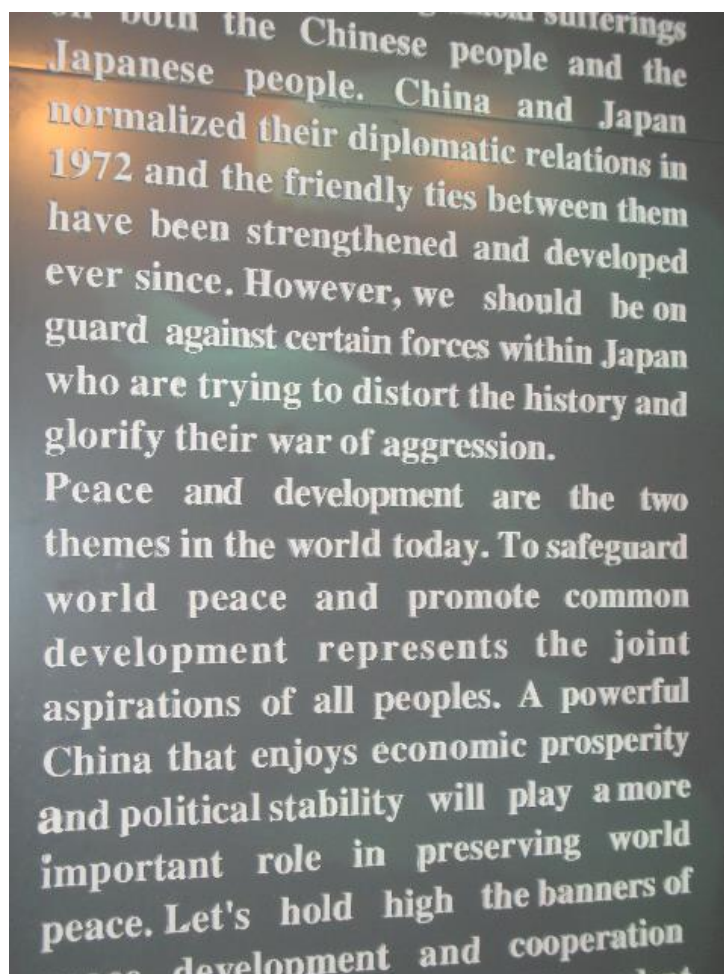 on both the Chinese people and the sufferings
Japanese people. China and Japan
normalized their diplomatic relations in
1972 and the friendly ties between them
have been strengthened and developed
ever since. However, we should be on
guard against certain forces within Japan
who are trying to distort the history and
glorify their war of aggression.
Peace and development are the two
themes in the world today. To safeguard
world peace and promote common
development represents the joint
aspirations of all peoples. A powerful
China that enjoys economic prosperity
and political stability will play a more
important role in preserving world
peace. Let's hold high the banners of
development and cooperation